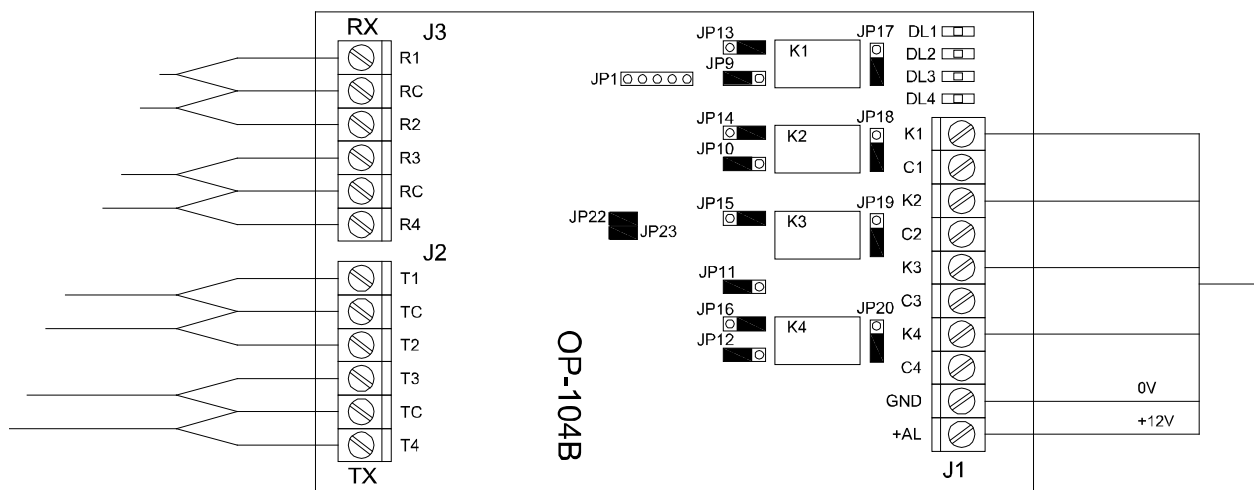 RX
J3
R1
RC
R2
R3
RC
R4
J2
T1
TC
T2
T3
TC
T4
TX
JP1
JP22
JP23
OP-104B
JP13
JP9
K1
JP17
JP14
JP10
K2
JP18
JP15
K3
JP19
JP11
JP16
JP12
K4
JP20
DL1
DL2
DL3
DL4
K1
C1
K2
C2
K3
C3
K4
C4
GND
+AL
J1
0V
+12V